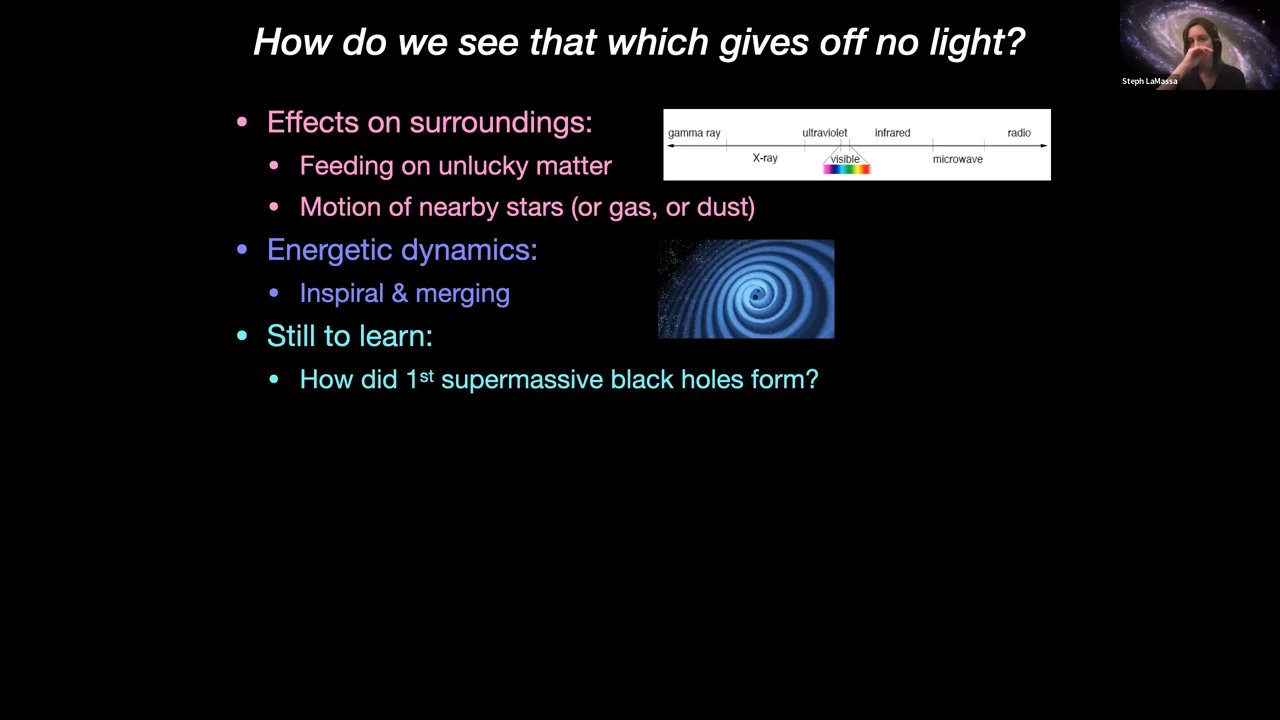 How do we see that which gives off no light?
Steph LaMassa
• Effects on surroundings:
• Feeding on unlucky matter
• Motion of nearby stars (or gas, or dust)
• Energetic dynamics:
• Inspiral & merging
• Still to learn:
• How did 1st supermassive black holes form?
gamma ray ultraviolet infrared radio
X-ray visible microwave